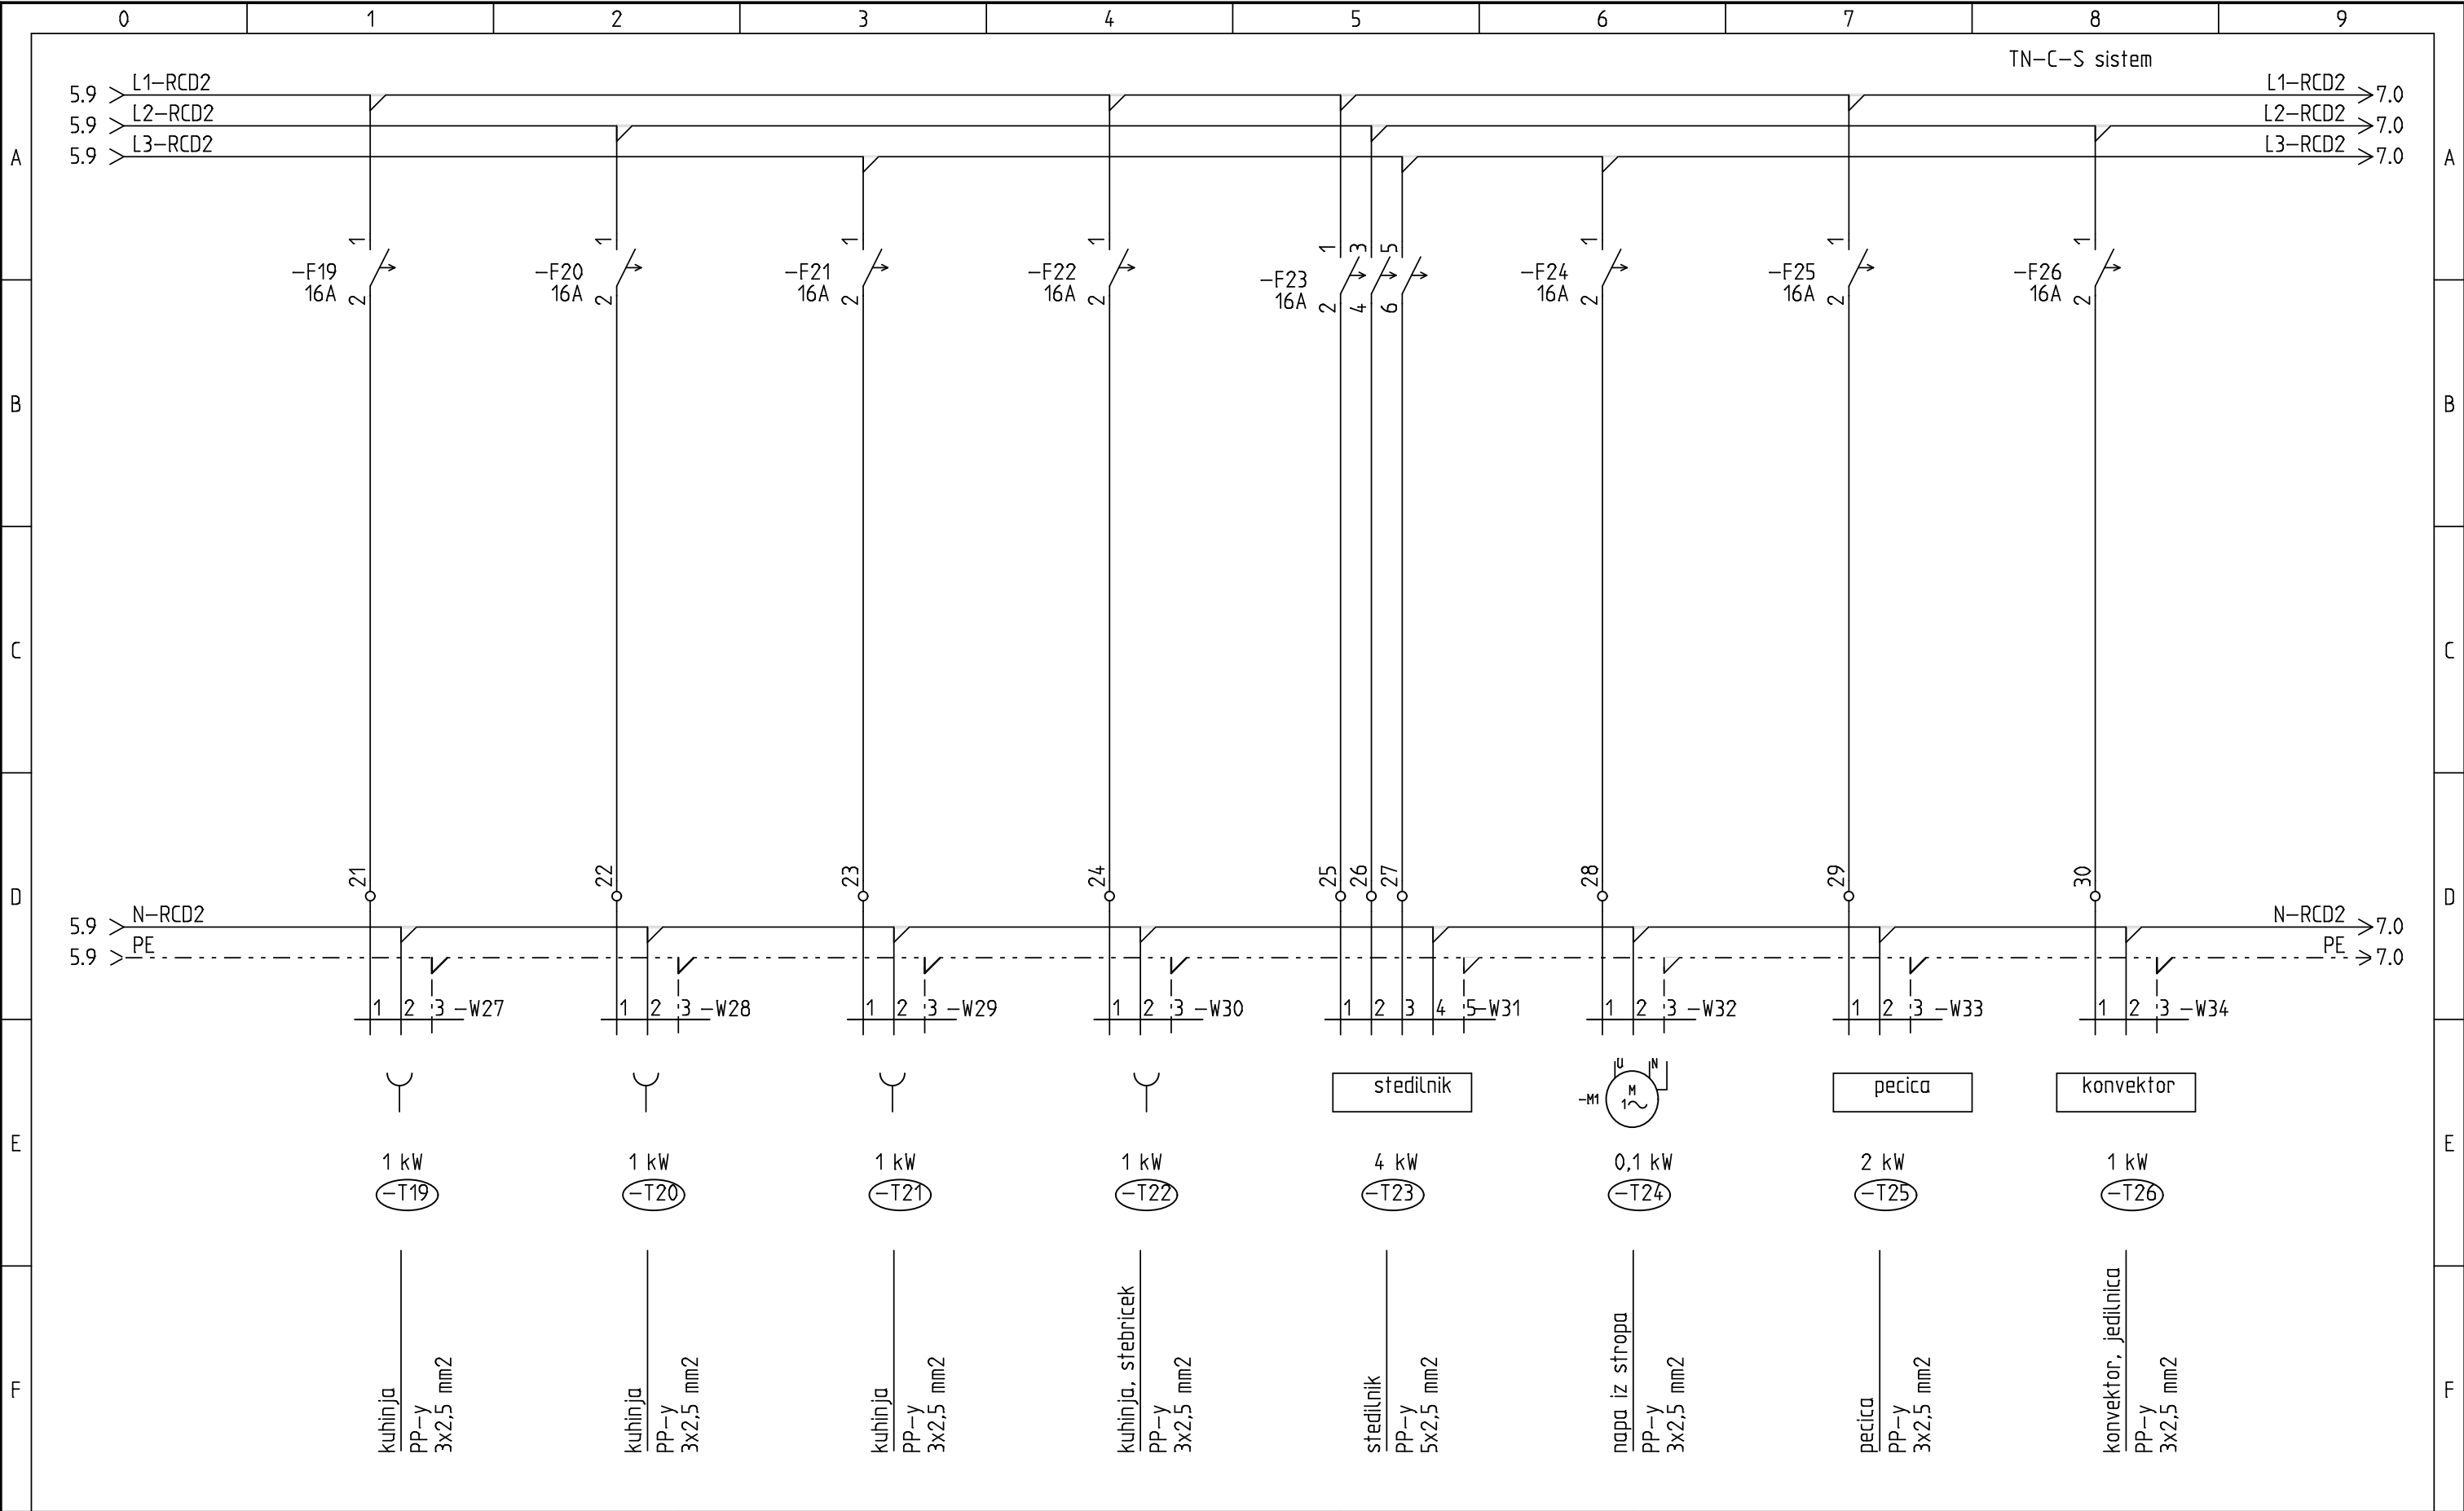 0 1 2 3 4 5 6 7 8 9
TN-C-S sistem
5.9 L1-RCD2 L1-RCD2 7.0
5.9 L2-RCD2 L2-RCD2 7.0
5.9 L3-RCD2 L3-RCD2 7.0
A A
1 1 1 1 1 3 5 1 1 1
-F19 -F20 -F21 -F22 -F23 -F24 -F25 -F26
16A 16A 16A 16A 16A 16A 16A 16A
2 2 2 2 2 4 6 2 2 2
B B
C C
21 22 23 24 25 26 27 28 29 30
D D
5.9 N-RCD2 N-RCD2 7.0
5.9 PE PE 7.0
1 2 3 -W27 1 2 3 -W28 1 2 3 -W29 1 2 3 -W30 1 2 3 4 5 -W31 1 2 3 -W32 1 2 3 -W33 1 2 3 -W34
U N
stedilnik -M1 M 1~ pecica konvektor
E E
1 kW 1 kW 1 kW 1 kW 4 kW 0,1 kW 2 kW 1 kW
-T19 -T20 -T21 -T22 -T23 -T24 -T25 -T26
F F
kuhinja
PP-y
3x2,5 mm2
kuhinja
PP-y
3x2,5 mm2
kuhinja
PP-y
3x2,5 mm2
kuhinja, stebricek
PP-y
3x2,5 mm2
stedilnik
PP-y
5x2,5 mm2
napa iz stropa
PP-y
3x2,5 mm2
pecica
PP-y
3x2,5 mm2
konvektor, jedilnica
PP-y
3x2,5 mm2